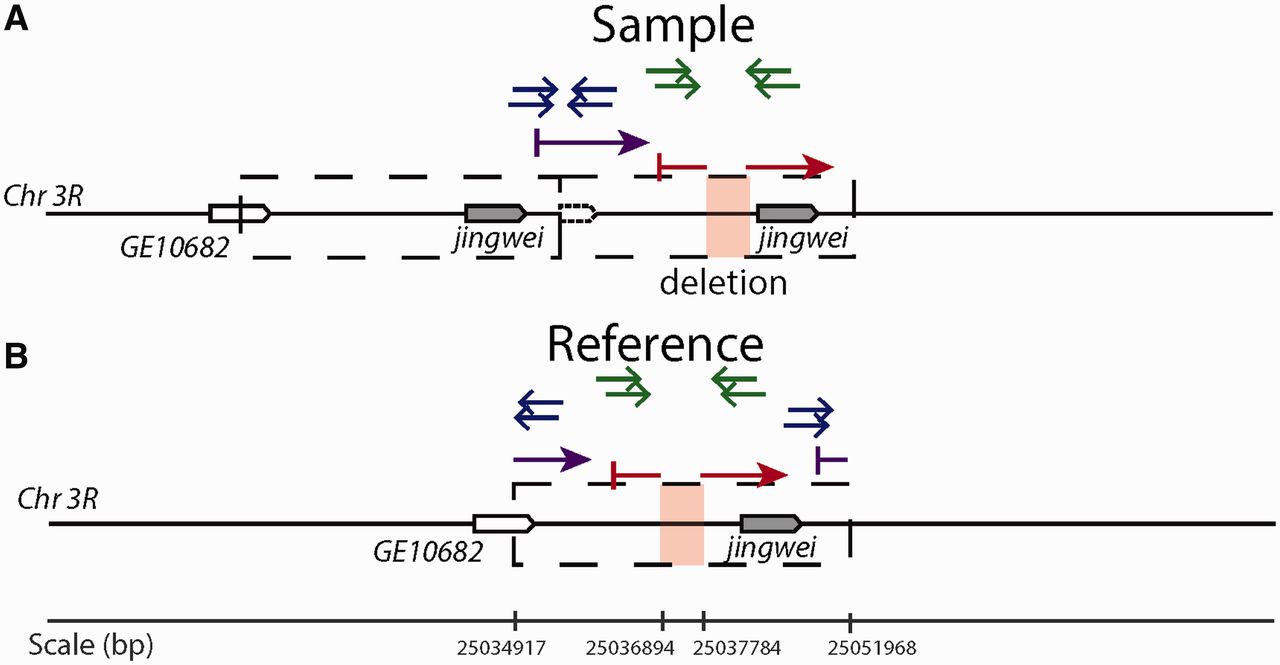 A
Sample
Chr 3R
GE10682
jingwei
jingwei
deletion
B
Reference
Chr 3R
GE10682
jingwei
Scale (bp)
25034917
25036894
25037784
25051968